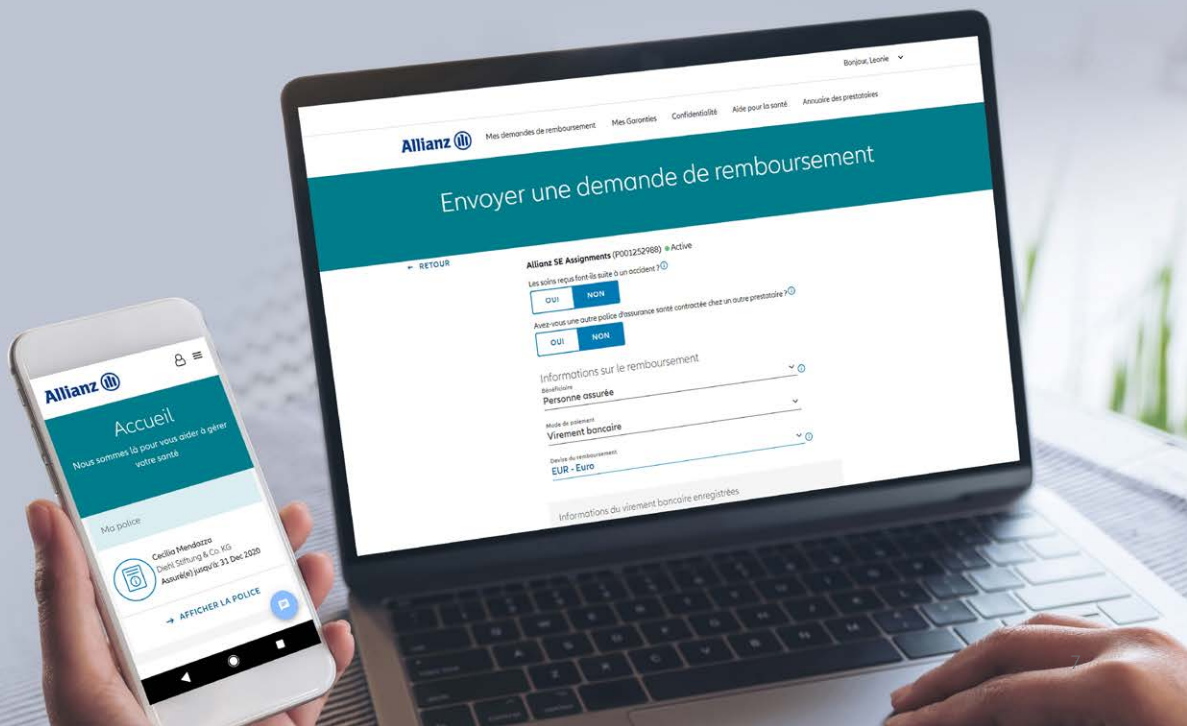 Bonjour, Leonie
Allianz
Mes demandes de remboursement
Mes Garanties
Confidentialité
Aide pour la santé
Annuaire des prestataires
Envoyer une demande de remboursement
← RETOUR
Allianz SE Assignments (P001252988) Active
Les soins reçus font-ils suite à un accident ?
OUI NON
Avez-vous une autre police d'assurance santé contractée chez un autre prestataire ?
OUI NON
Informations sur le remboursement
Bénéficiaire
Personne assurée
Mode de paiement
Virement bancaire
Devise du remboursement
EUR - Euro
Informations du virement bancaire enregistrées
Allianz
Accueil
Nous sommes là pour vous aider à gérer
votre santé
Ma police
Cecilia Mendozza
Diehl Stiftung & Co. KG
Assuré(e) jusqu'à: 31 Dec 2020
→ AFFICHER LA POLICE
7